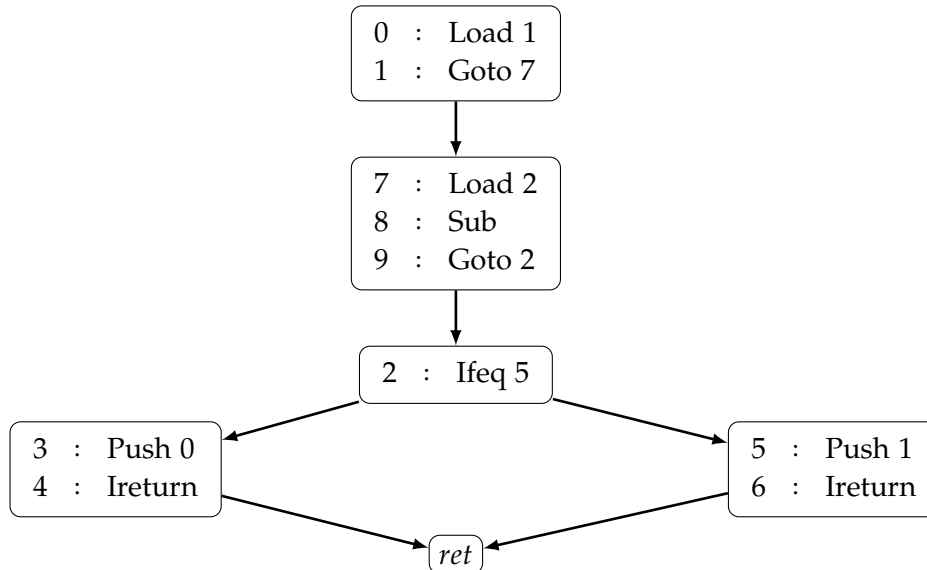 0 : Load 1
1 : Goto 7
7 : Load 2
8 : Sub
9 : Goto 2
2 : Ifeq 5
3 : Push 0
4 : Ireturn
5 : Push 1
6 : Ireturn
ret